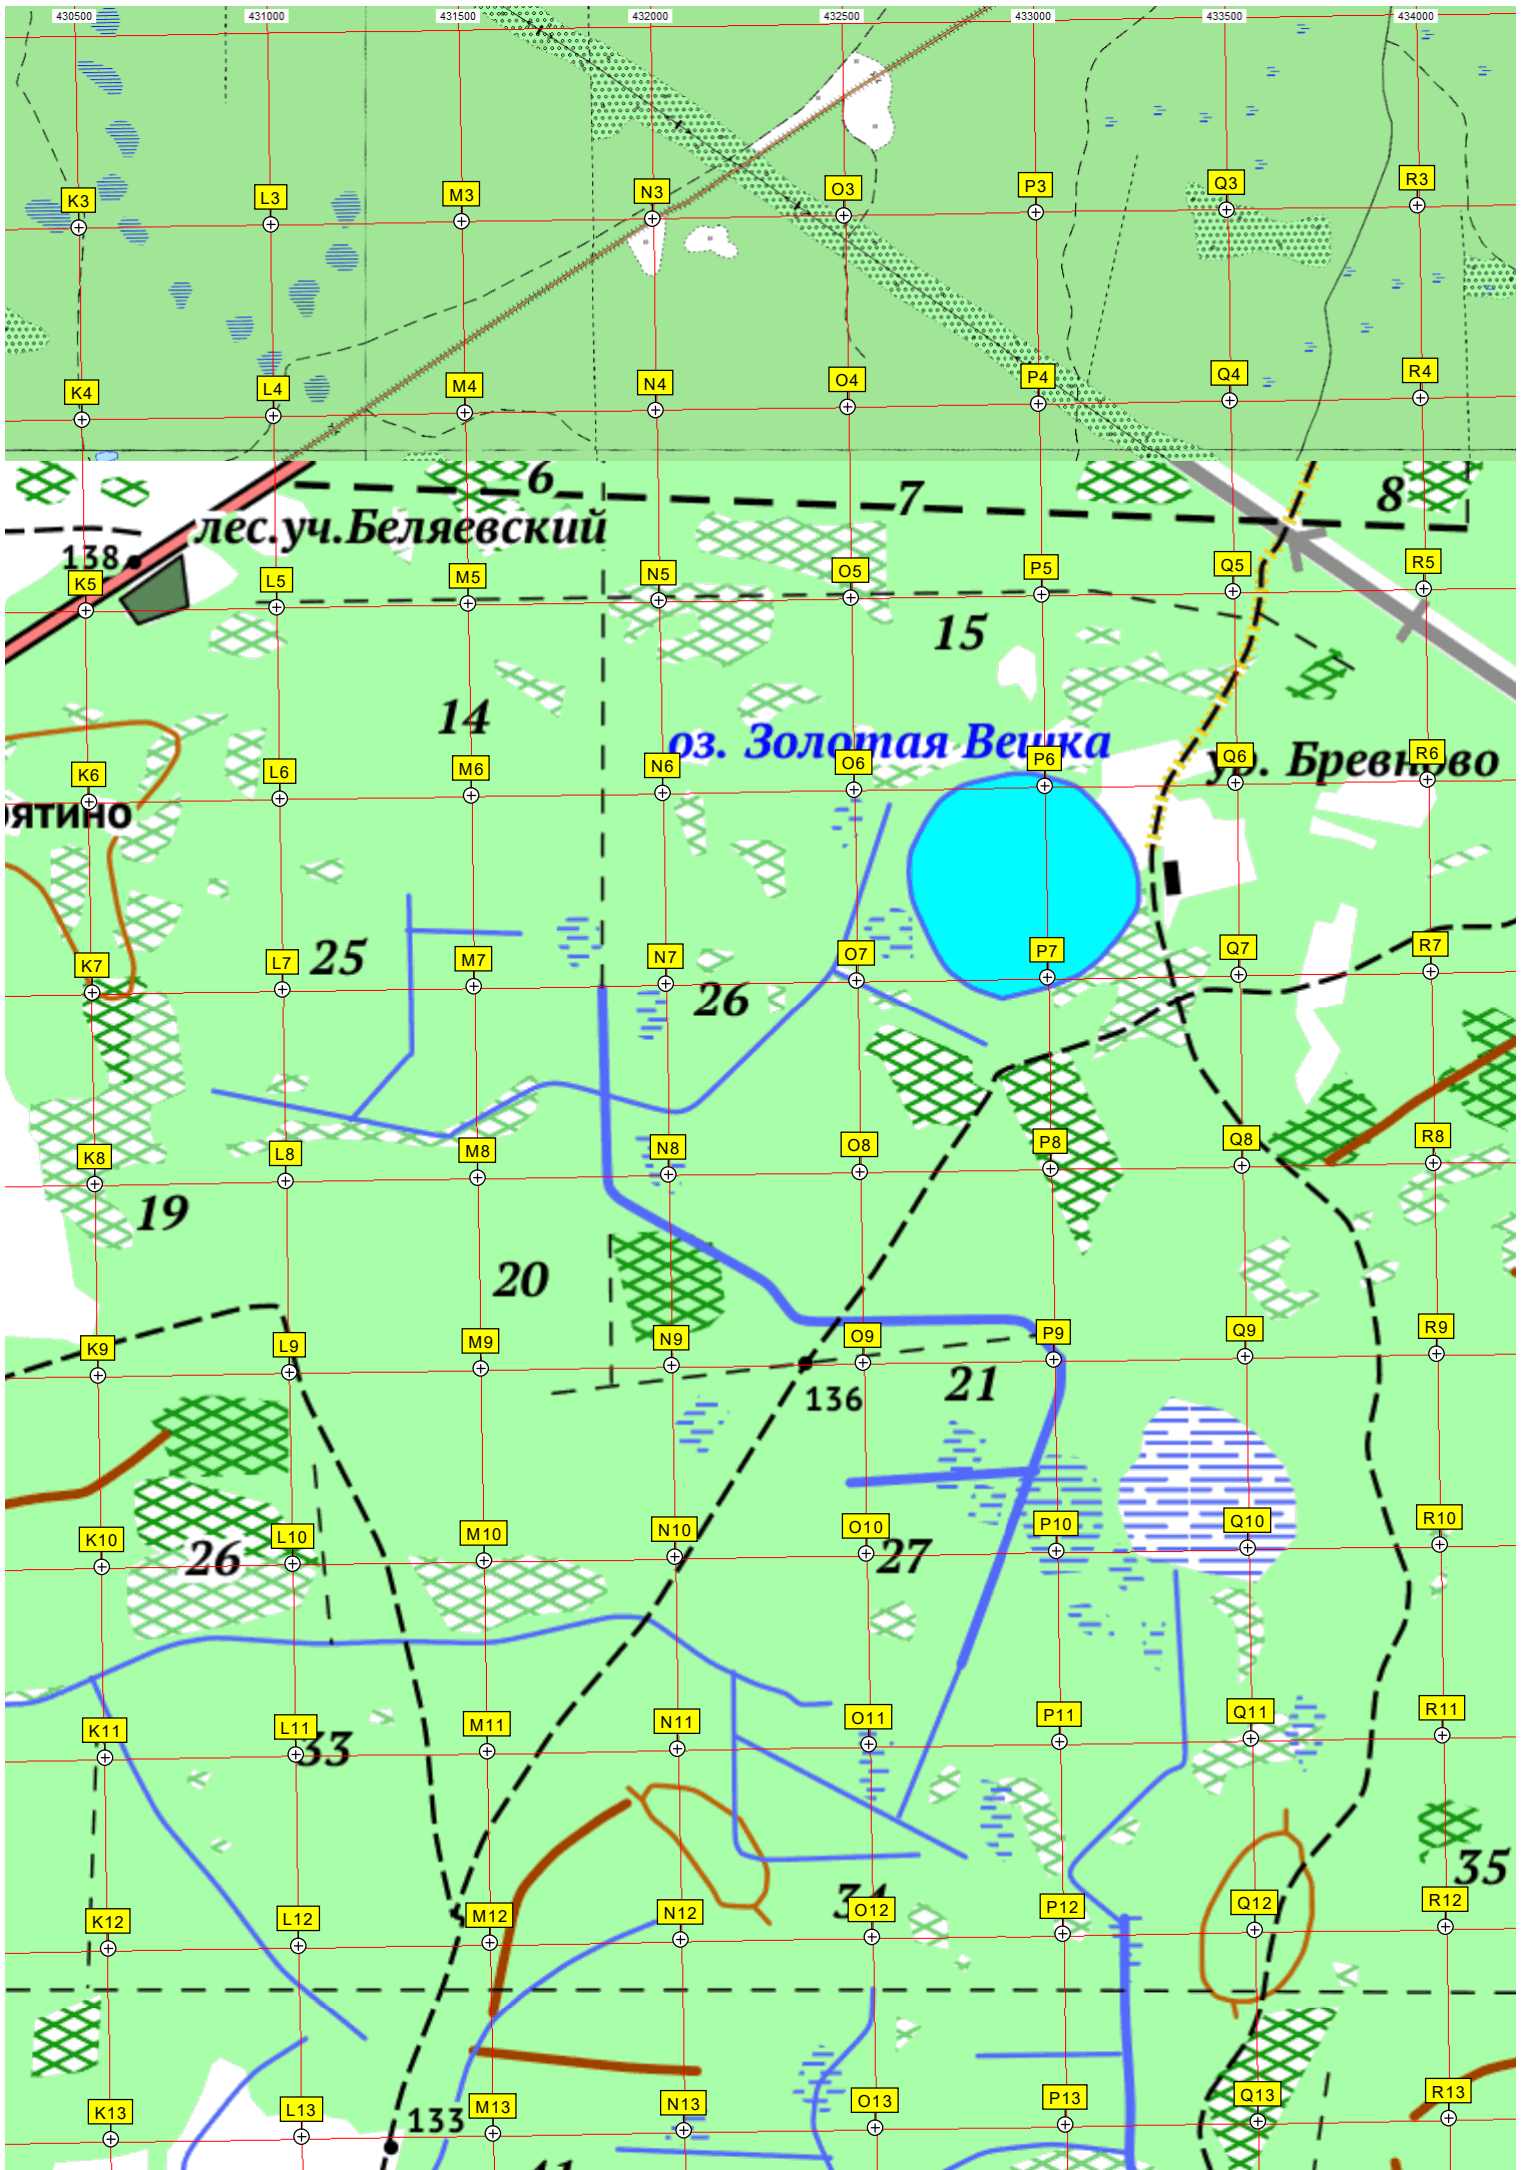 430500 431000 431500 432000 432500 433000 433500 434000
K3 L3 M3 N3 O3 P3 Q3 R3
K4 L4 M4 N4 O4 P4 Q4 R4
6 7 8
лес.уч.Беляевский
138
K5 L5 M5 N5 O5 P5 Q5 R5
15
14
оз. Золотая Вешка
ур. Бревново
K6 L6 M6 N6 O6 P6 Q6 R6
ятино
25
K7 L7 M7 N7 O7 P7 Q7 R7
26
K8 L8 M8 N8 O8 P8 Q8 R8
19
20
K9 L9 M9 N9 O9 P9 Q9 R9
136
21
K10 L10 M10 N10 O10 P10 Q10 R10
26
27
K11 L11 M11 N11 O11 P11 Q11 R11
33
35
34
K12 L12 M12 N12 O12 P12 Q12 R12
K13 L13 M13 N13 O13 P13 Q13 R13
133
41